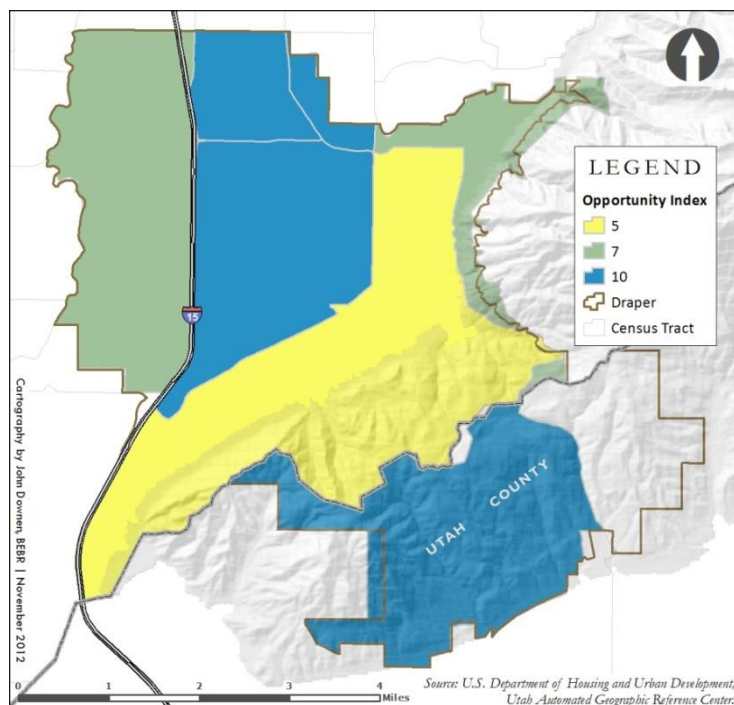 LEGEND
Opportunity Index
5
7
10
Draper
Census Tract
15
UTAH COUNTY
Cartography by John Downen, BEBR | November 2012
0 1 2 3 4
Miles
Source: U.S. Department of Housing and Urban Development,
Utah Automated Geographic Reference Center.